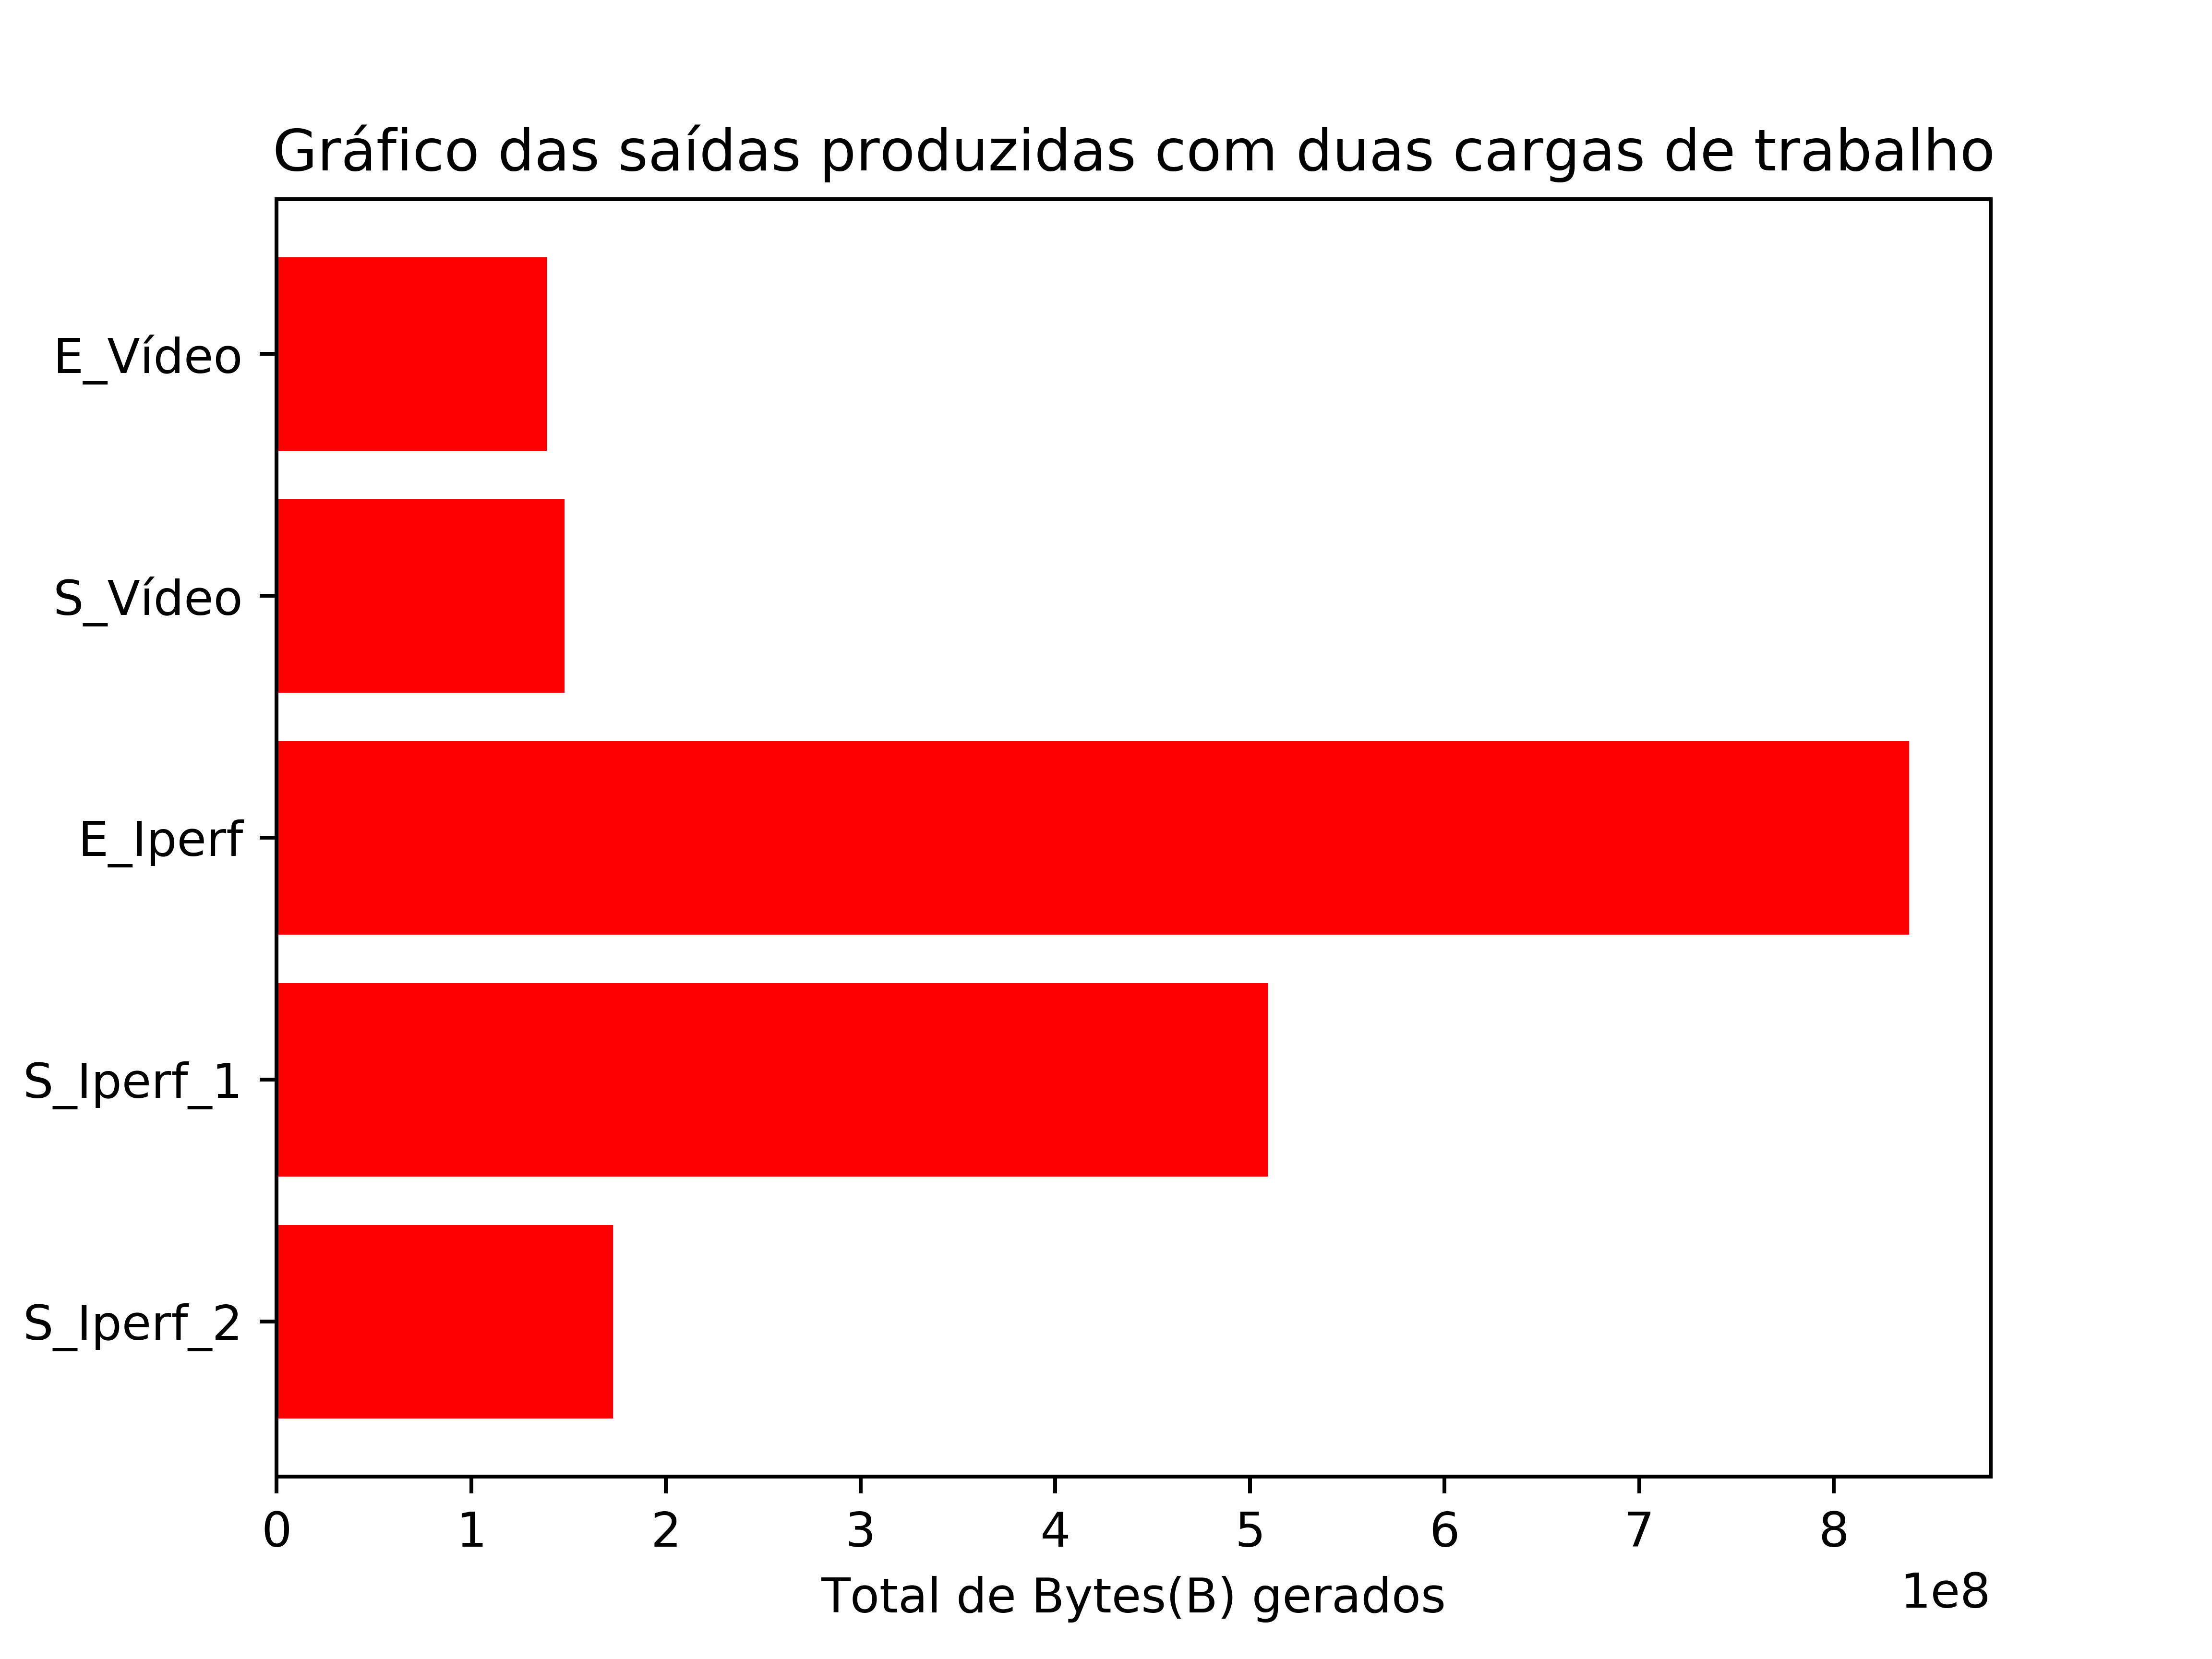 Gráfico das saídas produzidas com duas cargas de trabalho
E_Vídeo
S_Vídeo
E_Iperf
S_Iperf_1
S_Iperf_2
0 1 2 3 4 5 6 7 8
Total de Bytes(B) gerados
1e8